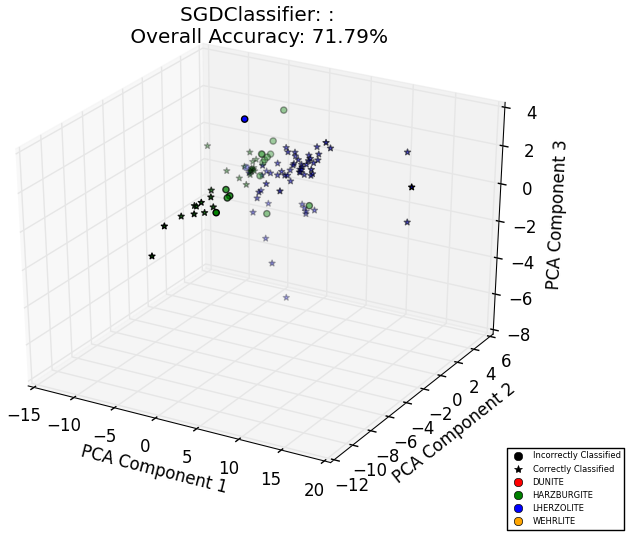 SGDClassifier: :
Overall Accuracy: 71.79%
4
2
0
−2
−4
−6
−8
PCA Component 3
6
4
2
0
−2
−4
−6
−8
−10
−12
PCA Component 2
−15
−10
−5
0
5
10
15
20
PCA Component 1
Incorrectly Classified
Correctly Classified
DUNITE
HARZBURGITE
LHERZOLITE
WEHRLITE